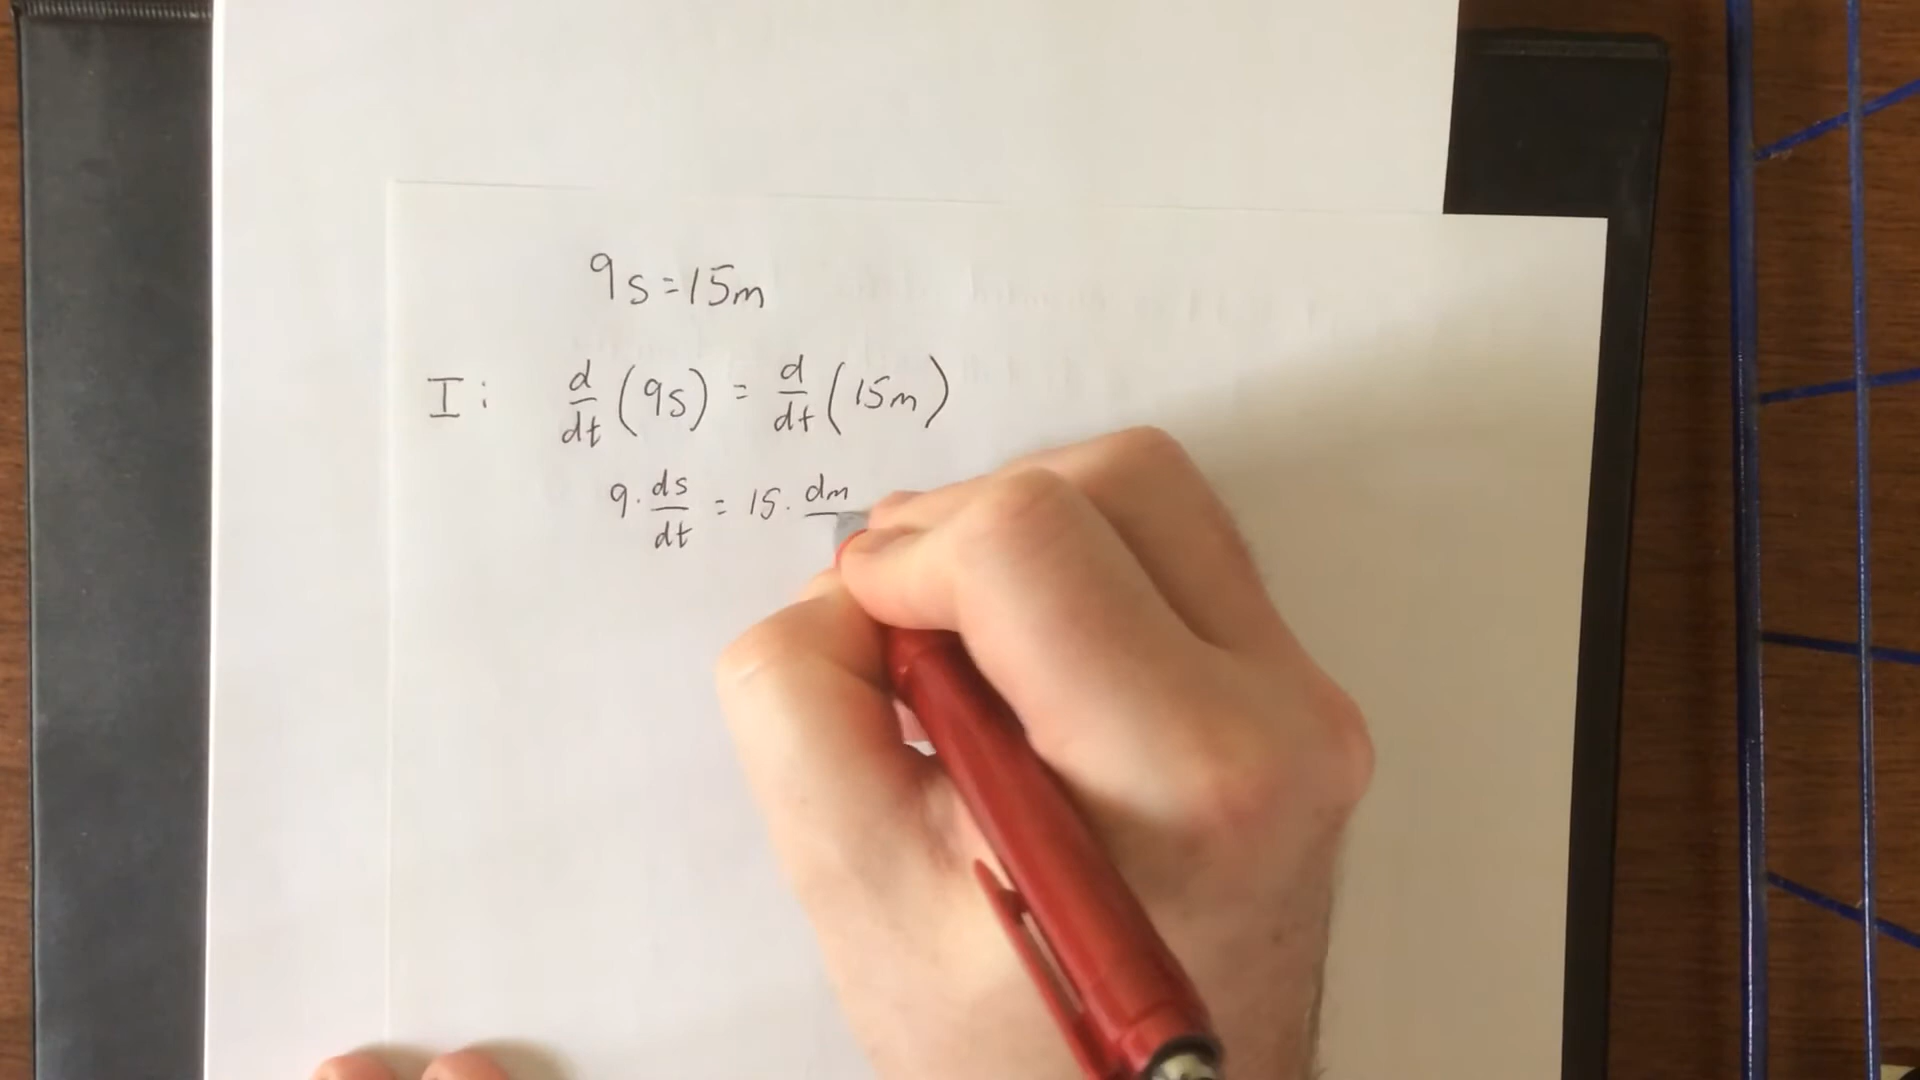 9s=15m
I: d/dt (9s) = d/dt (15m)
9 · ds/dt = 15 · dm/